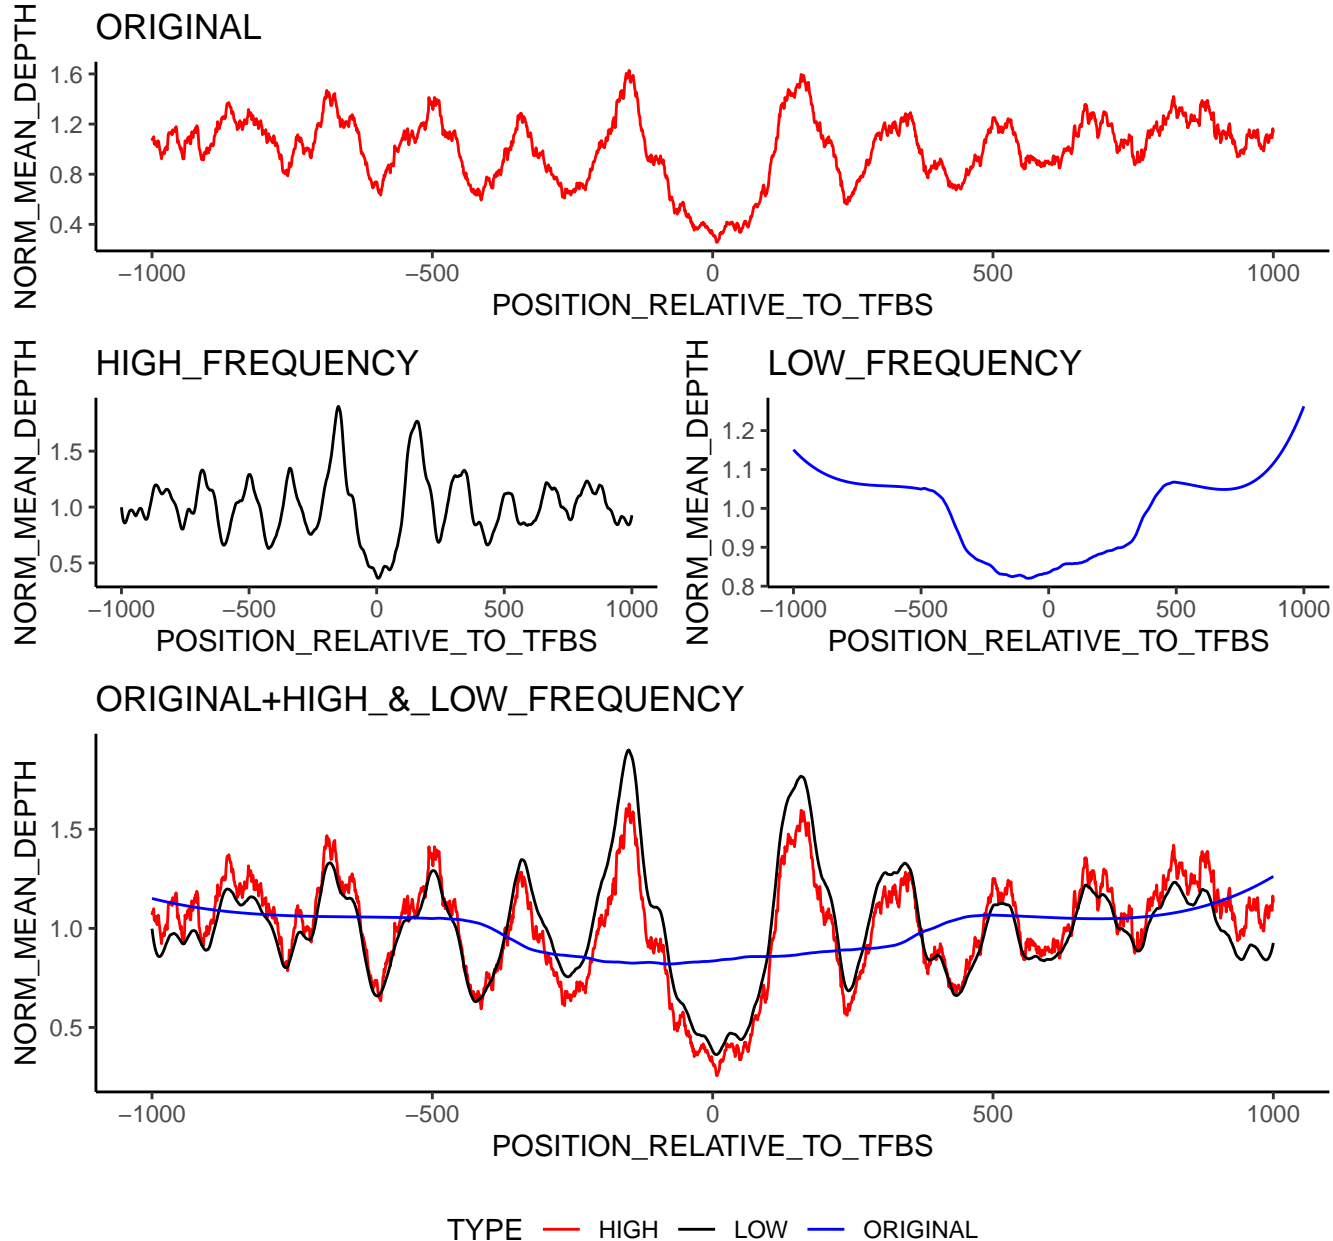 ORIGINAL
NORM_MEAN_DEPTH
1.6
1.2
0.8
0.4
−1000 −500 0 500 1000
POSITION_RELATIVE_TO_TFBS
HIGH_FREQUENCY
NORM_MEAN_DEPTH
1.5
1.0
0.5
−1000 −500 0 500 1000
POSITION_RELATIVE_TO_TFBS
LOW_FREQUENCY
NORM_MEAN_DEPTH
1.2
1.1
1.0
0.9
0.8
−1000 −500 0 500 1000
POSITION_RELATIVE_TO_TFBS
ORIGINAL+HIGH_&_LOW_FREQUENCY
NORM_MEAN_DEPTH
1.5
1.0
0.5
−1000 −500 0 500 1000
POSITION_RELATIVE_TO_TFBS
TYPE HIGH LOW ORIGINAL